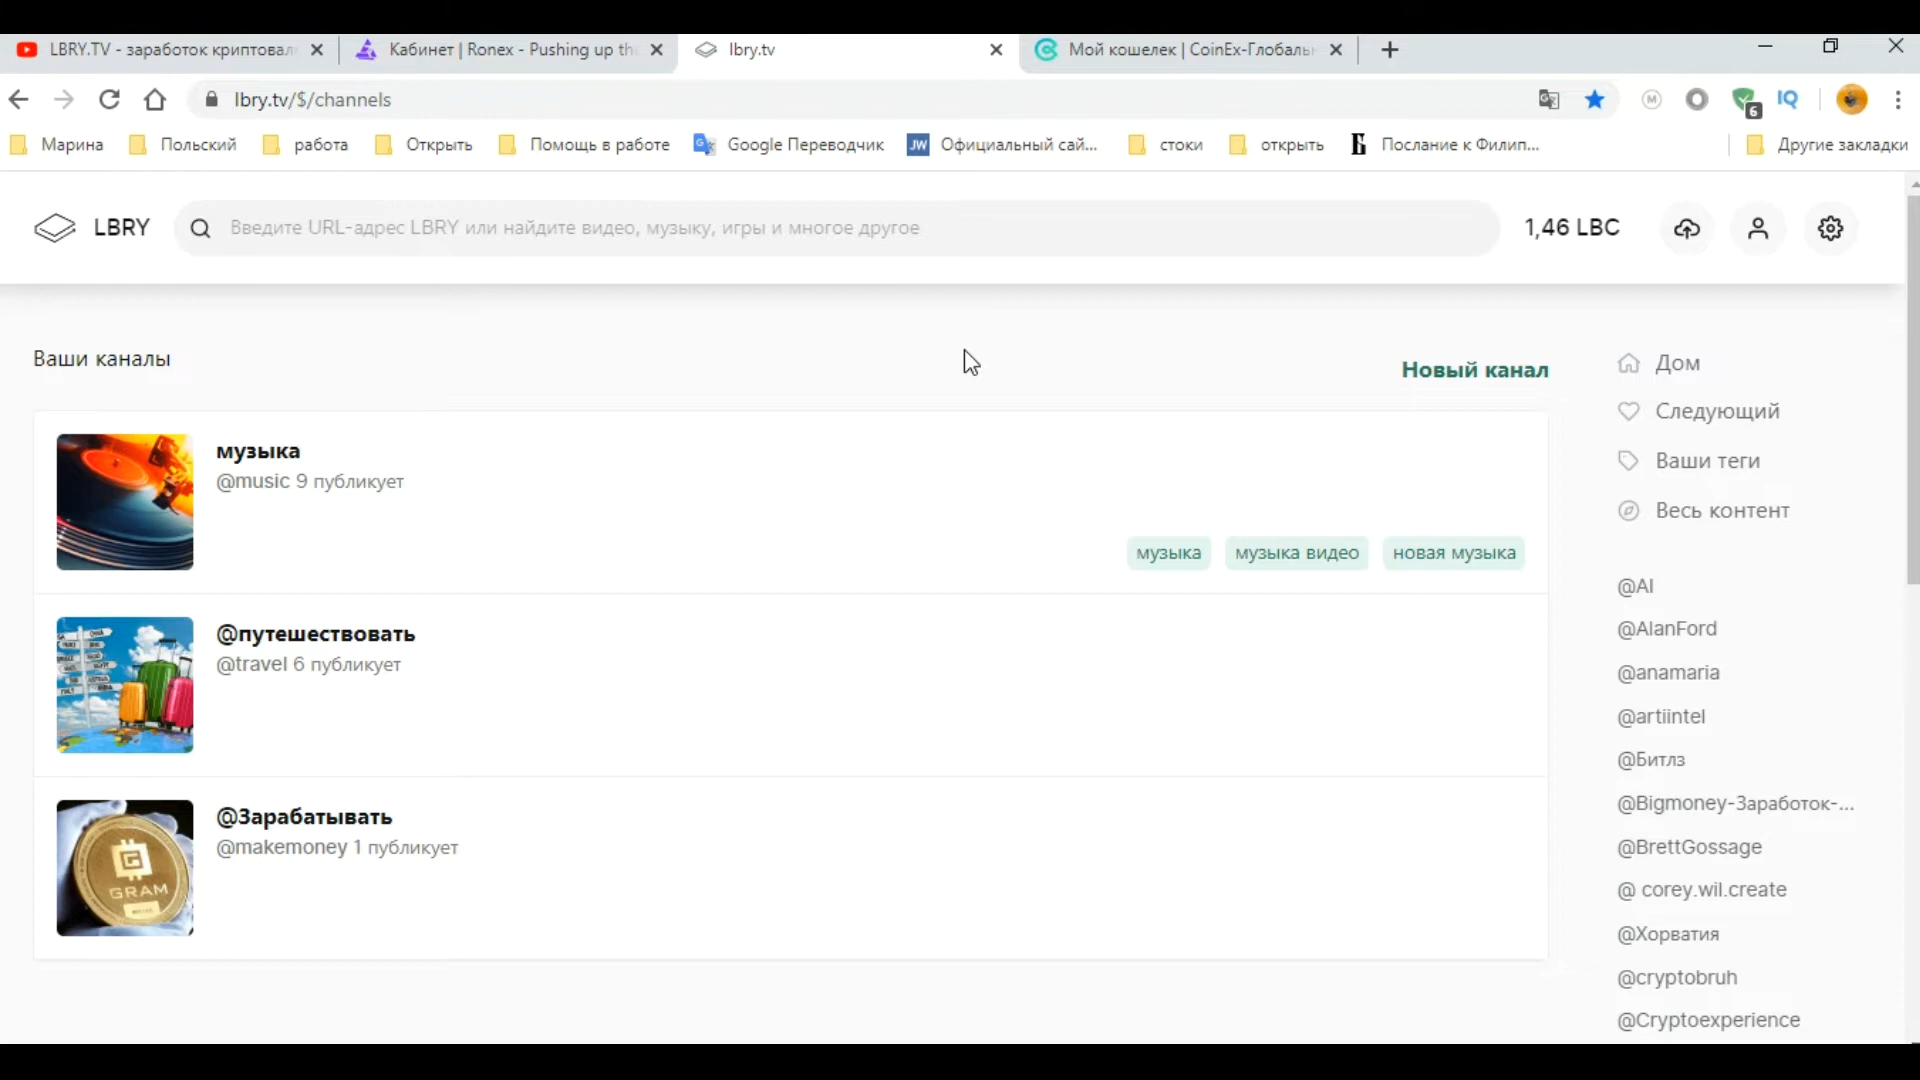 LBRY.TV - заработок криптовал
Кабинет | Ronex - Pushing up th
lbry.tv
Мой кошелек | CoinEx-Глобаль
lbry.tv/$/channels
6
IQ
Марина
Польский
работа
Открыть
Помощь в работе
Google Переводчик
JW
Официальный сай...
стоки
открыть
Послание к Филип...
Другие закладки
LBRY
Введите URL-адрес LBRY или найдите видео, музыку, игры и многое другое
1,46 LBC
Ваши каналы
Новый канал
музыка
@music 9 публикует
музыка
музыка видео
новая музыка
@путешествовать
@travel 6 публикует
@Зарабатывать
@makemoney 1 публикует
GRAM
Дом
Следующий
Ваши теги
Весь контент
@AI
@AlanFord
@anamaria
@artiintel
@Битлз
@Bigmoney-Заработок-...
@BrettGossage
@ corey.wil.create
@Хорватия
@cryptobruh
@Cryptoexperience